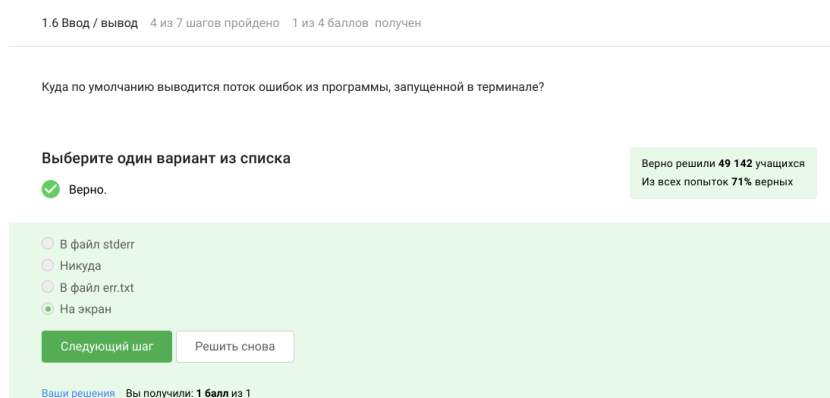 1.6 Ввод / вывод 4 из 7 шагов пройдено 1 из 4 баллов получен
Куда по умолчанию выводится поток ошибок из программы, запущенной в терминале?
Выберите один вариант из списка
Верно.
Верно решили 49 142 учащихся
Из всех попыток 71% верных
В файл stderr
Никуда
В файл err.txt
На экран
Следующий шаг Решить снова
Ваши решения Вы получили: 1 балл из 1